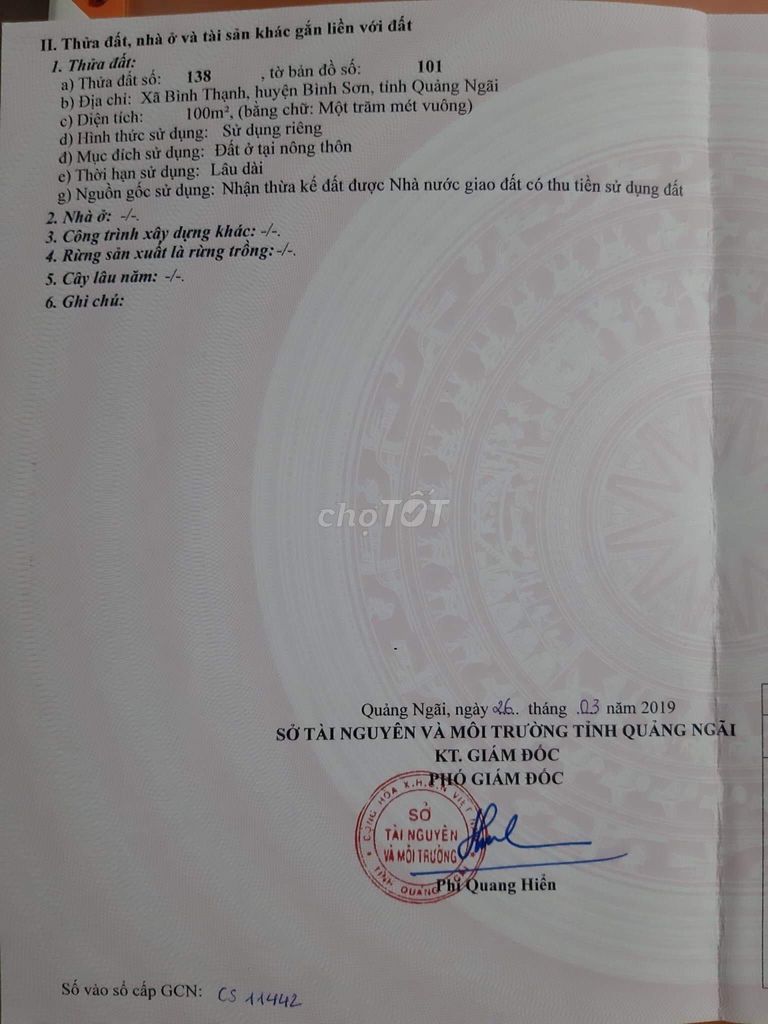 II. Thửa đất, nhà ở và tài sản khác gắn liền với đất
1. Thửa đất:
a) Thửa đất số: 138 , tờ bản đồ số: 101
b) Địa chỉ: Xã Bình Thạnh, huyện Bình Sơn, tỉnh Quảng Ngãi
c) Diện tích: 100m², (bằng chữ: Một trăm mét vuông)
d) Hình thức sử dụng: Sử dụng riêng
đ) Mục đích sử dụng: Đất ở tại nông thôn
e) Thời hạn sử dụng: Lâu dài
g) Nguồn gốc sử dụng: Nhận thừa kế đất được Nhà nước giao đất có thu tiền sử dụng đất
2. Nhà ở: -/-.
3. Công trình xây dựng khác: -/-.
4. Rừng sản xuất là rừng trồng: -/-.
5. Cây lâu năm: -/-.
6. Ghi chú:
chợTỐT
Quảng Ngãi, ngày 26.. tháng .03 năm 2019
SỞ TÀI NGUYÊN VÀ MÔI TRƯỜNG TỈNH QUẢNG NGÃI
KT. GIÁM ĐỐC
PHÓ GIÁM ĐỐC
CỘNG HÒA X.H.C.N VIỆT
SỞ
TÀI NGUYÊN
VÀ MÔI TRƯỜNG
TỈNH QUẢNG
Phí Quang Hiển
Số vào sổ cấp GCN: CS 11442